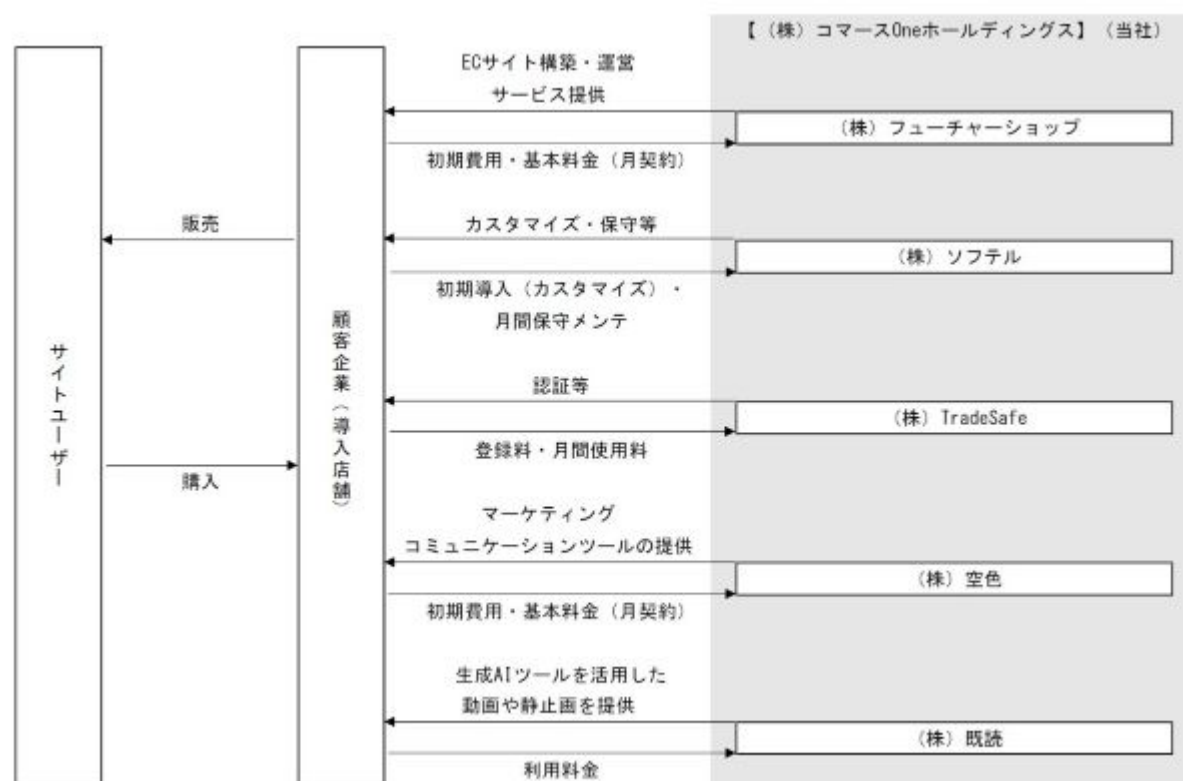 【（株）コマースOneホールディングス】（当社）
ECサイト構築・運営
サービス提供
（株）フューチャーショップ
初期費用・基本料金（月契約）
販売
カスタマイズ・保守等
（株）ソフテル
初期導入（カスタマイズ）・
月間保守メンテ
サイトユーザー
顧客企業（導入店舗）
認証等
（株）TradeSafe
登録料・月間使用料
購入
マーケティング
コミュニケーションツールの提供
（株）空色
初期費用・基本料金（月契約）
生成AIツールを活用した
動画や静止画を提供
（株）既読
利用料金